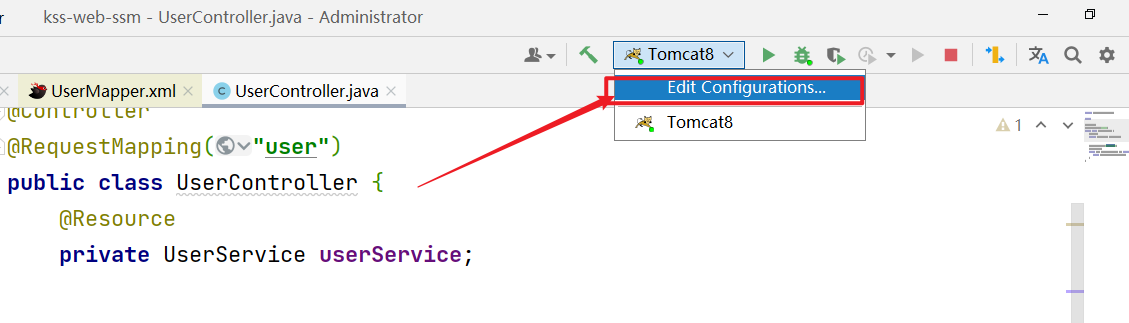 r kss-web-ssm - UserController.java - Administrator
Tomcat8
Edit Configurations...
Tomcat8
UserMapper.xml UserController.java
@Controller
1
@RequestMapping("user")
public class UserController {
@Resource
private UserService userService;